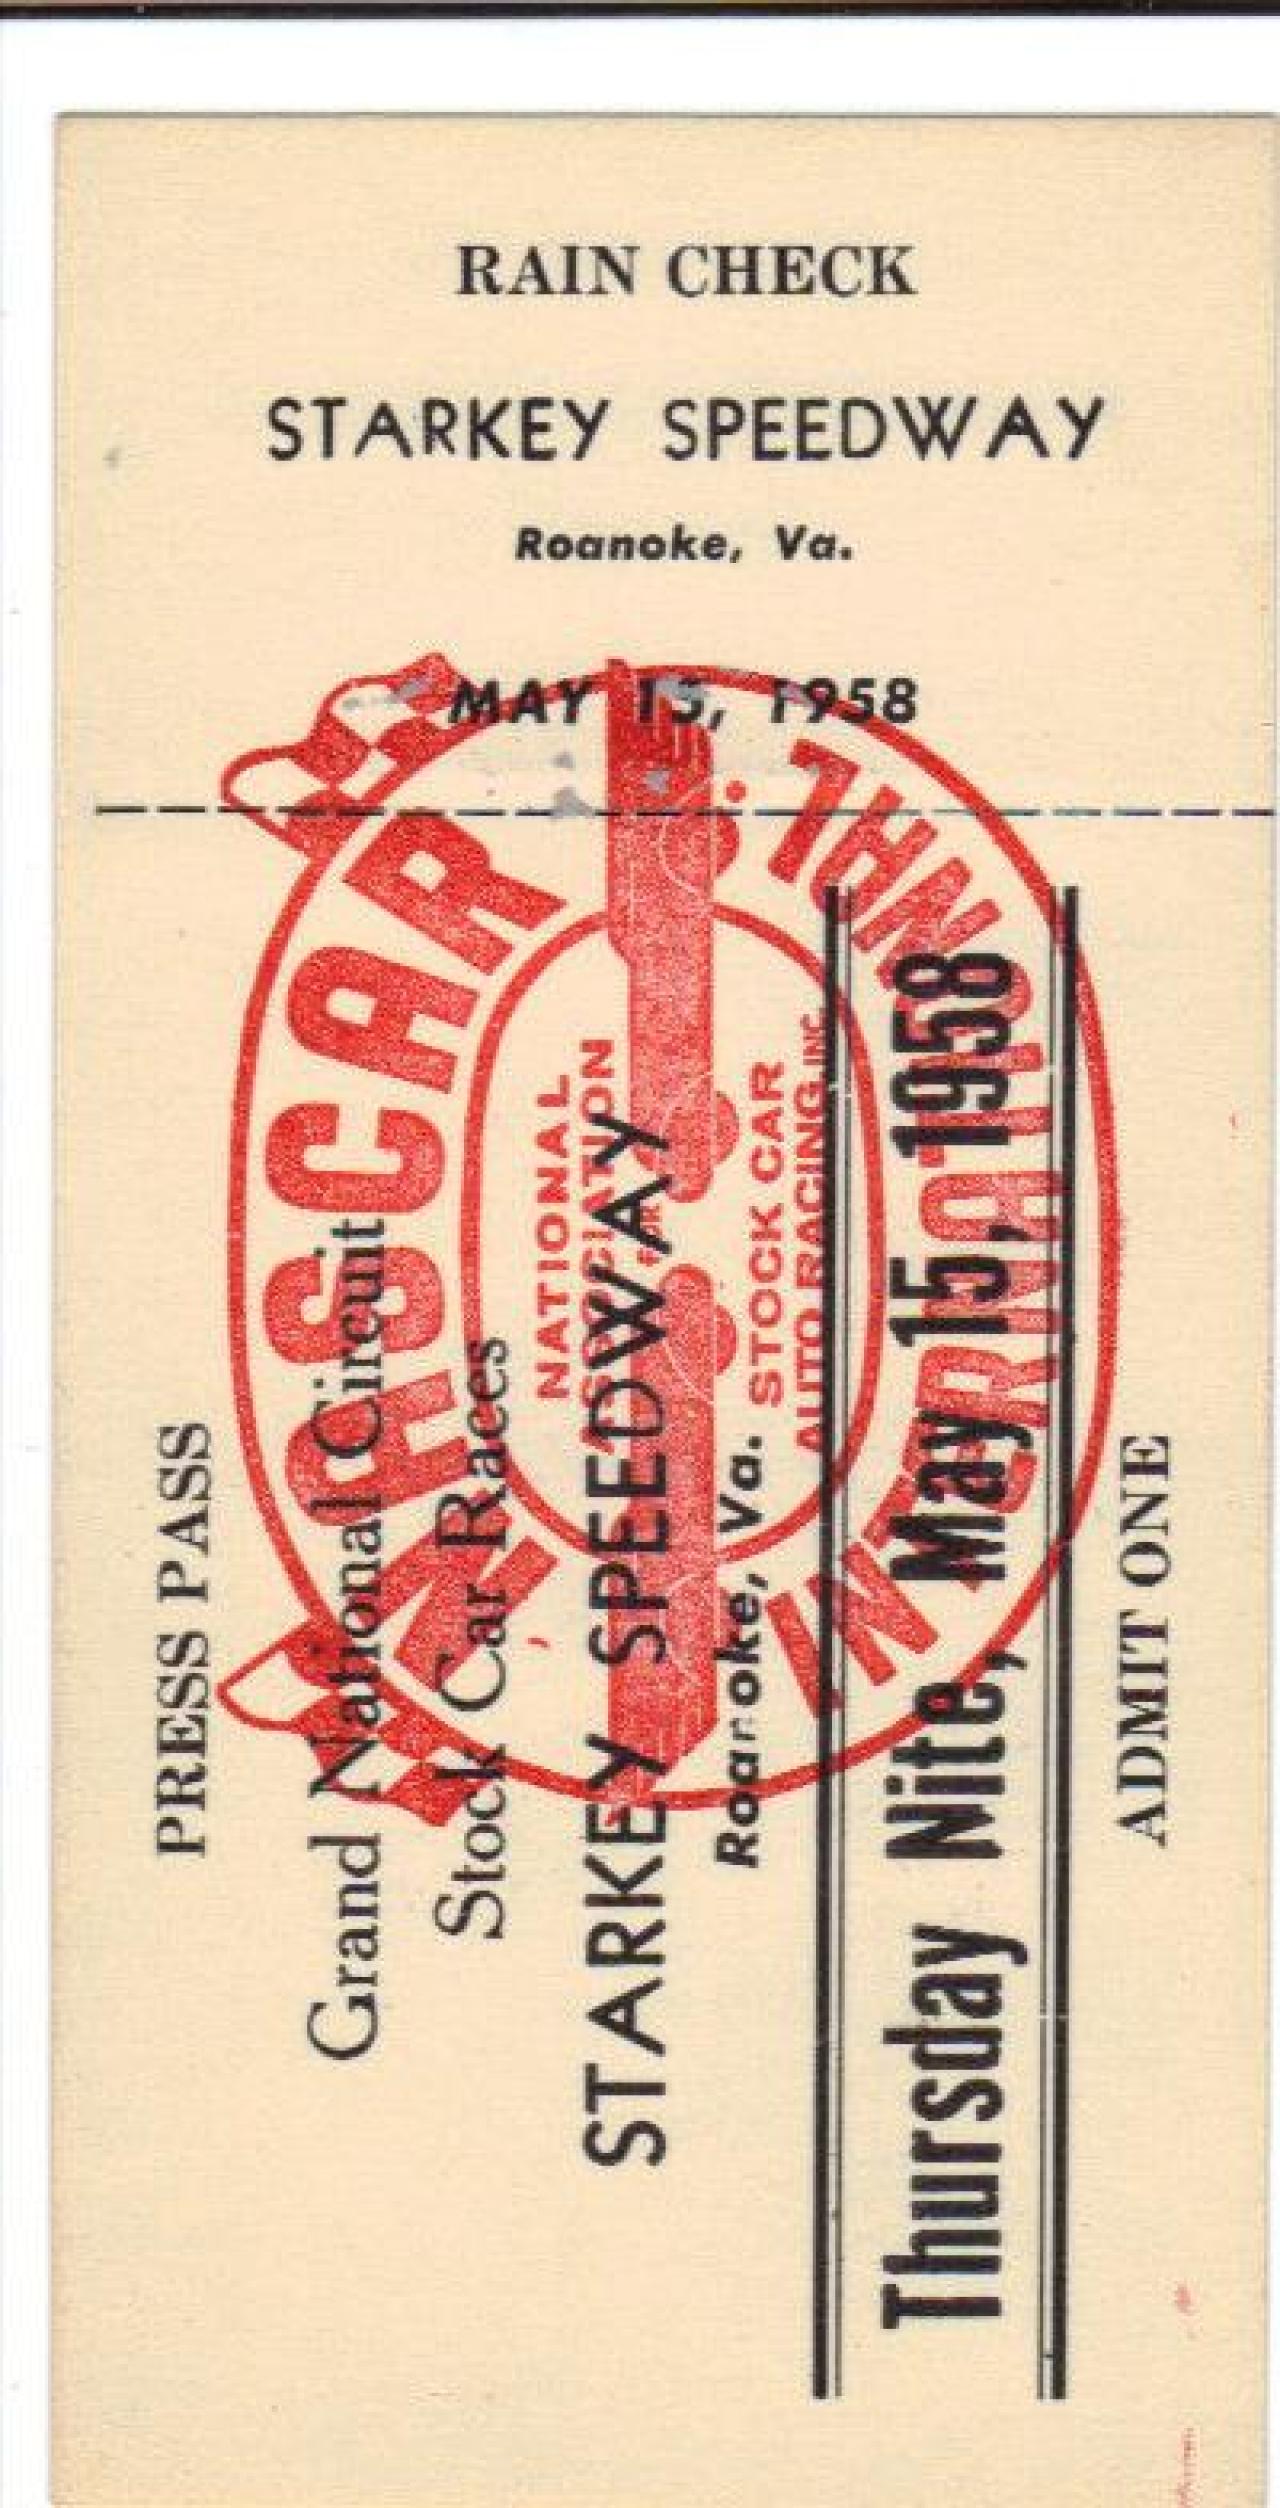 RAIN CHECK
STARKEY SPEEDWAY
Roanoke, Va.
MAY 15, 1958
PRESS PASS
Grand National Circuit
Stock Car Races
STARKEY SPEEDWAY
Roanoke, Va.
Thursday Nite, May 15, 1958
ADMIT ONE
NASCAR
NATIONAL
ASSOCIATION
FOR
STOCK CAR
AUTO RACING, INC.
INTERNATIONAL